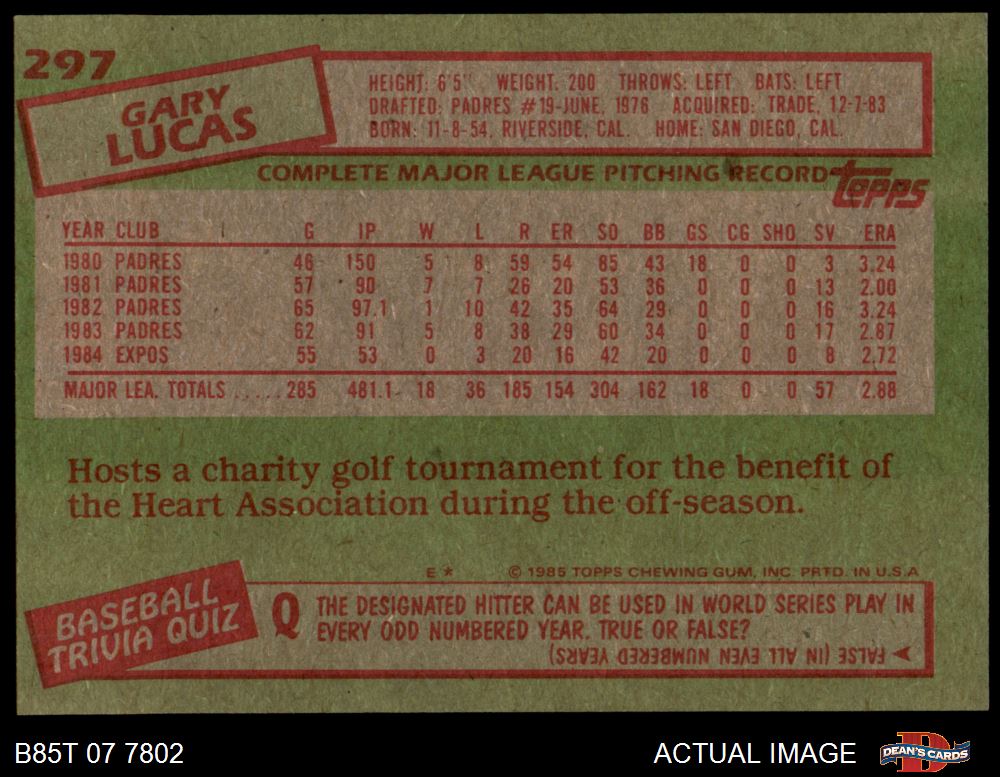 297
GARY
LUCAS
HEIGHT: 6'5" WEIGHT: 200 THROWS: LEFT BATS: LEFT
DRAFTED: PADRES #19-JUNE, 1976 ACQUIRED: TRADE, 12-7-83
BORN: 11-8-54, RIVERSIDE, CAL. HOME: SAN DIEGO, CAL.
COMPLETE MAJOR LEAGUE PITCHING RECORD topps
YEAR CLUB G IP W L R ER SO BB GS CG SHO SV ERA
1980 PADRES 46 150 5 8 59 54 85 43 18 0 0 3 3.24
1981 PADRES 57 90 7 7 26 20 53 36 0 0 0 13 2.00
1982 PADRES 65 97.1 1 10 42 35 64 29 0 0 0 16 3.24
1983 PADRES 62 91 5 8 38 29 60 34 0 0 0 17 2.87
1984 EXPOS 55 53 0 3 20 16 42 20 0 0 0 8 2.72
MAJOR LEA. TOTALS ..... 285 481.1 18 36 185 154 304 162 18 0 0 57 2.88
Hosts a charity golf tournament for the benefit of
the Heart Association during the off-season.
E * © 1985 TOPPS CHEWING GUM, INC. PRTD. IN U.S.A
BASEBALL
TRIVIA QUIZ
Q THE DESIGNATED HITTER CAN BE USED IN WORLD SERIES PLAY IN
EVERY ODD NUMBERED YEAR. TRUE OR FALSE?
FALSE (IN ALL EVEN NUMBERED YEARS)
B85T 07 7802 ACTUAL IMAGE D DEAN'S CARDS